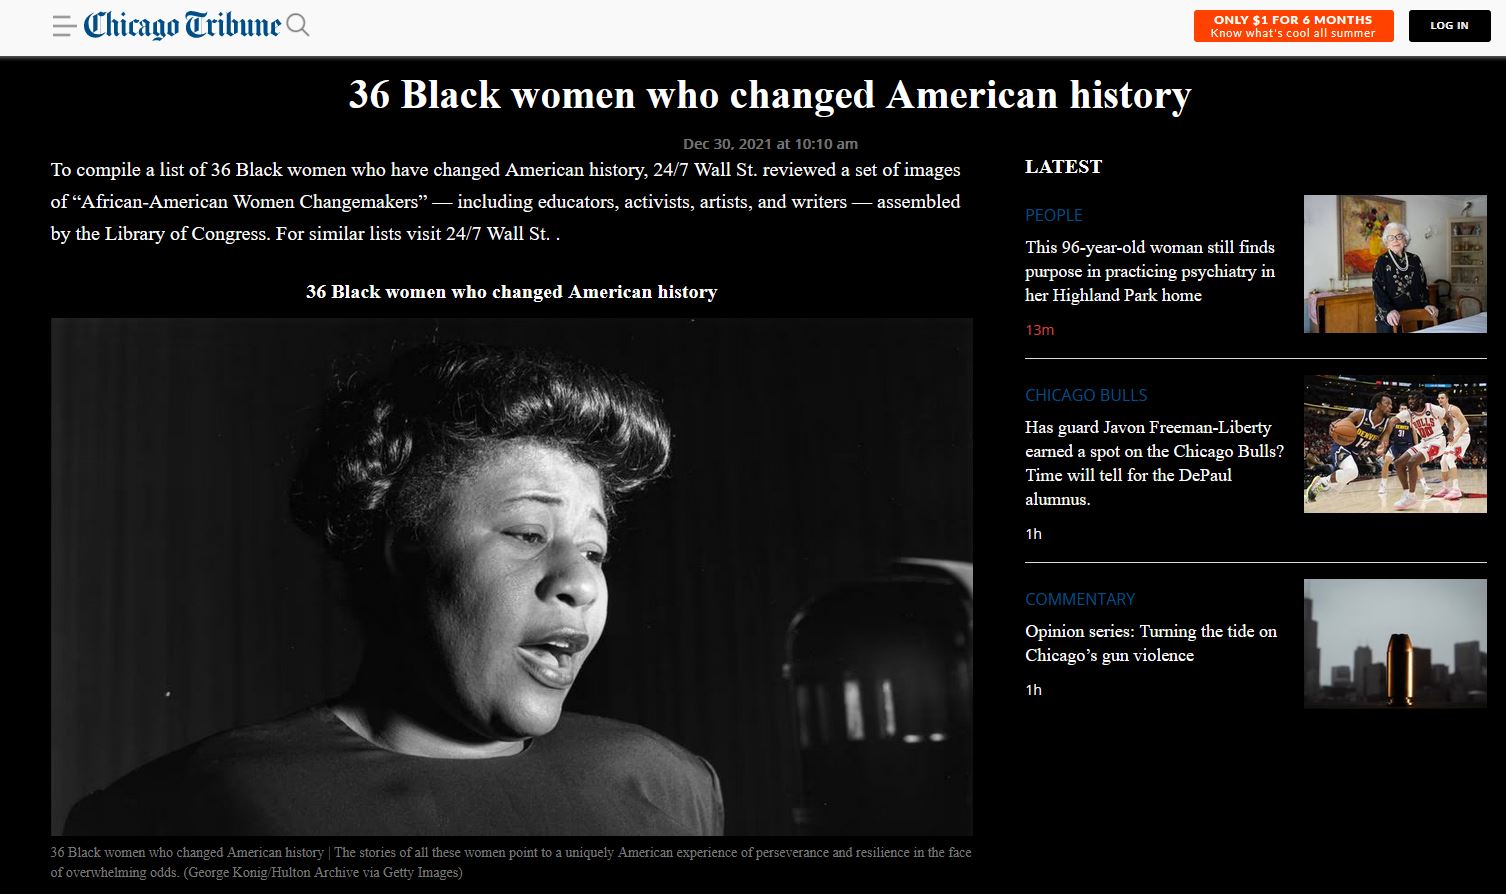 Chicago Tribune
ONLY $1 FOR 6 MONTHS
Know what's cool all summer
LOG IN
36 Black women who changed American history
Dec 30, 2021 at 10:10 am
To compile a list of 36 Black women who have changed American history, 24/7 Wall St. reviewed a set of images
of “African-American Women Changemakers” — including educators, activists, artists, and writers — assembled
by the Library of Congress. For similar lists visit 24/7 Wall St. .
36 Black women who changed American history
36 Black women who changed American history | The stories of all these women point to a uniquely American experience of perseverance and resilience in the face
of overwhelming odds. (George Konig/Hulton Archive via Getty Images)
LATEST
PEOPLE
This 96-year-old woman still finds
purpose in practicing psychiatry in
her Highland Park home
13m
CHICAGO BULLS
Has guard Javon Freeman-Liberty
earned a spot on the Chicago Bulls?
Time will tell for the DePaul
alumnus.
1h
DENVER
14
DENVER
31
BULLS
COMMENTARY
Opinion series: Turning the tide on
Chicago’s gun violence
1h